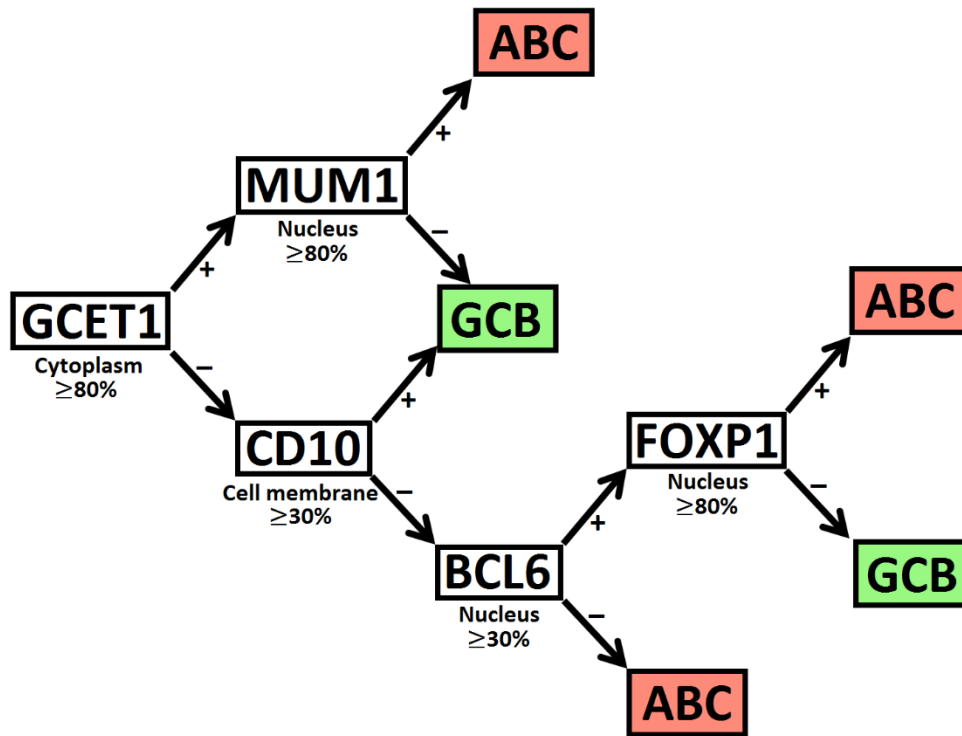 ABC
+
MUM1
Nucleus
≥80%
–
+
GCET1
Cytoplasm
≥80%
–
GCB
+
CD10
Cell membrane
≥30%
–
BCL6
Nucleus
≥30%
+
–
ABC
FOXP1
Nucleus
≥80%
+
–
ABC
GCB